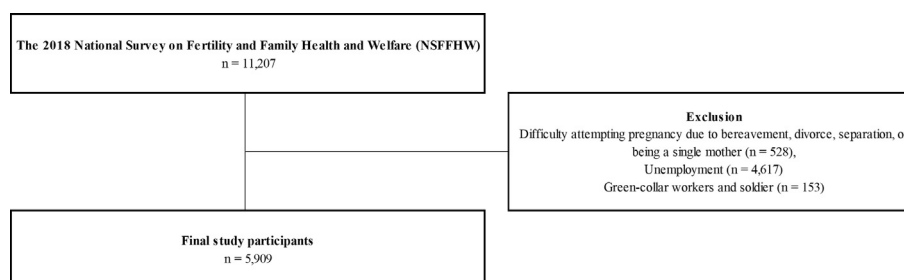 The 2018 National Survey on Fertility and Family Health and Welfare (NSFFHW)
n = 11,207
Exclusion
Difficulty attempting pregnancy due to bereavement, divorce, separation, o
being a single mother (n = 528),
Unemployment (n = 4,617)
Green-collar workers and soldier (n = 153)
Final study participants
n = 5,909